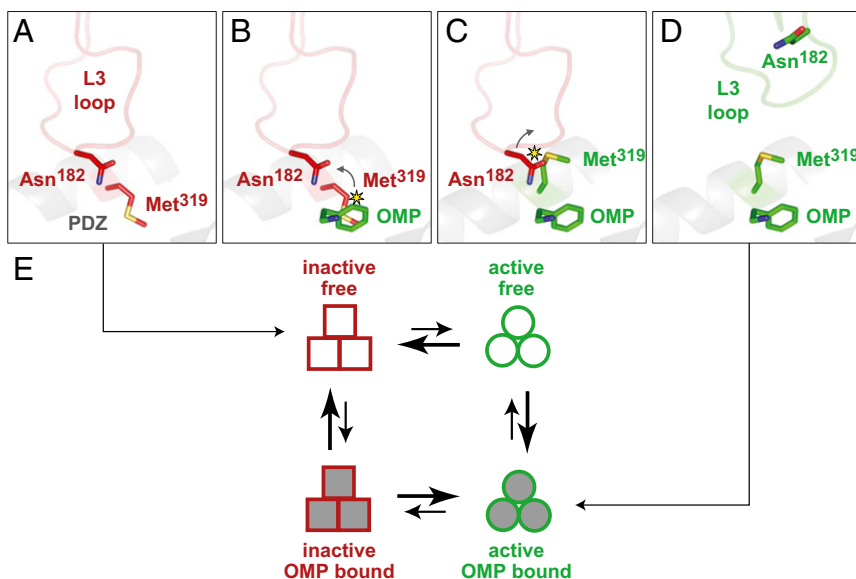 A
B
C
D
L3
loop
Asn182
Met319
PDZ
Asn182
Met319
OMP
Asn182
Met319
OMP
Asn182
L3
loop
Met319
OMP
E
inactive
free
active
free
inactive
OMP bound
active
OMP bound